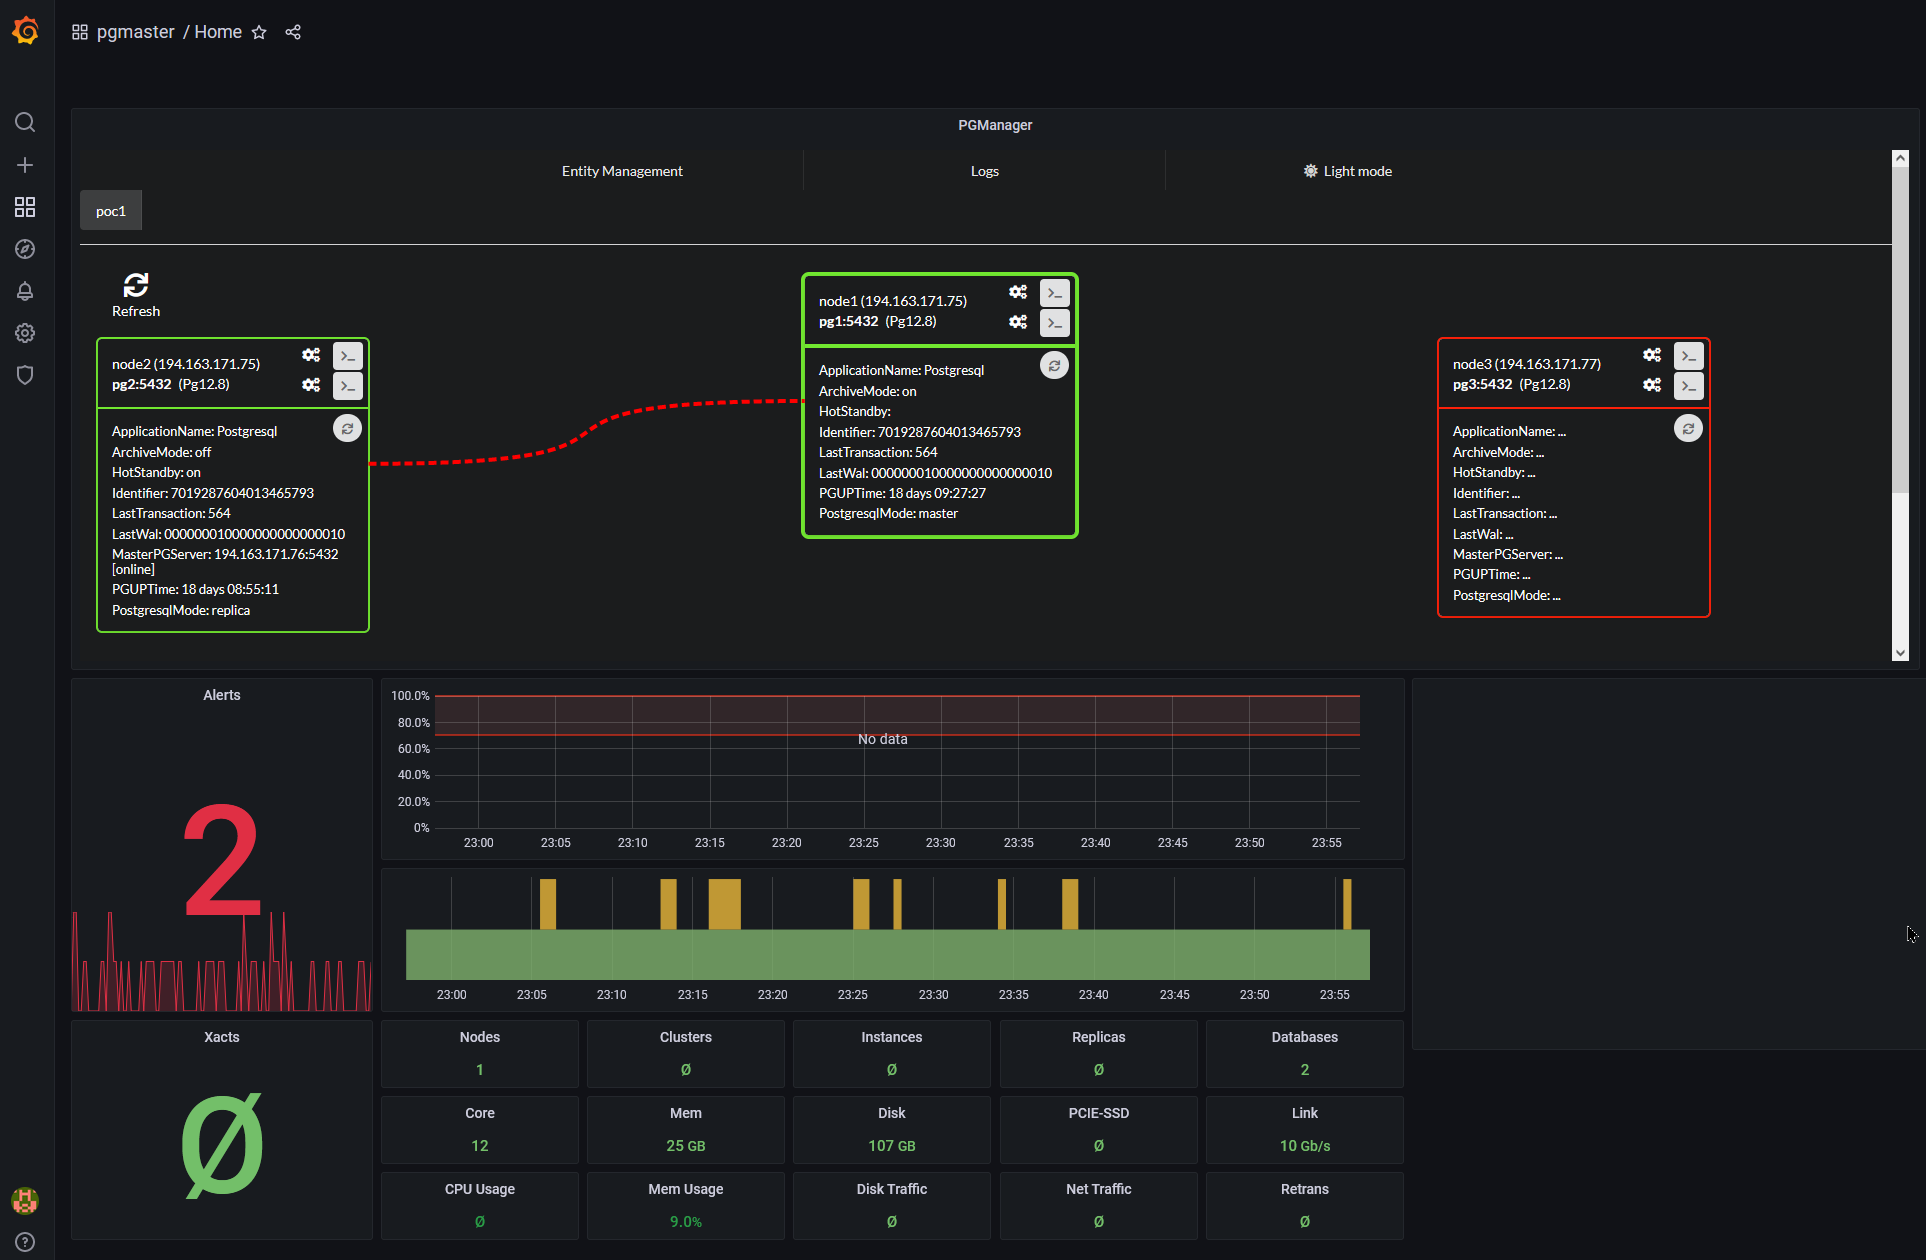 pgmaster / Home
PGManager
Entity Management
Logs
Light mode
poc1
Refresh
node2 (194.163.171.75)
pg2:5432 (Pg12.8)
ApplicationName: Postgresql
ArchiveMode: off
HotStandby: on
Identifier: 7019287604013465793
LastTransaction: 564
LastWal: 000000010000000000000010
MasterPGServer: 194.163.171.76:5432
[online]
PGUPTime: 18 days 08:55:11
PostgresqlMode: replica
node1 (194.163.171.75)
pg1:5432 (Pg12.8)
ApplicationName: Postgresql
ArchiveMode: on
HotStandby:
Identifier: 7019287604013465793
LastTransaction: 564
LastWal: 000000010000000000000010
PGUPTime: 18 days 09:27:27
PostgresqlMode: master
node3 (194.163.171.77)
pg3:5432 (Pg12.8)
ApplicationName: ...
ArchiveMode: ...
HotStandby: ...
Identifier: ...
LastTransaction: ...
LastWal: ...
MasterPGServer: ...
PGUPTime: ...
PostgresqlMode: ...
Alerts
2
100.0%
80.0%
60.0%
40.0%
20.0%
0%
No data
23:00 23:05 23:10 23:15 23:20 23:25 23:30 23:35 23:40 23:45 23:50 23:55
23:00 23:05 23:10 23:15 23:20 23:25 23:30 23:35 23:40 23:45 23:50 23:55
Xacts
Ø
Nodes
1
Clusters
Ø
Instances
Ø
Replicas
Ø
Databases
2
Core
12
Mem
25 GB
Disk
107 GB
PCIE-SSD
Ø
Link
10 Gb/s
CPU Usage
Ø
Mem Usage
9.0%
Disk Traffic
Ø
Net Traffic
Ø
Retrans
Ø